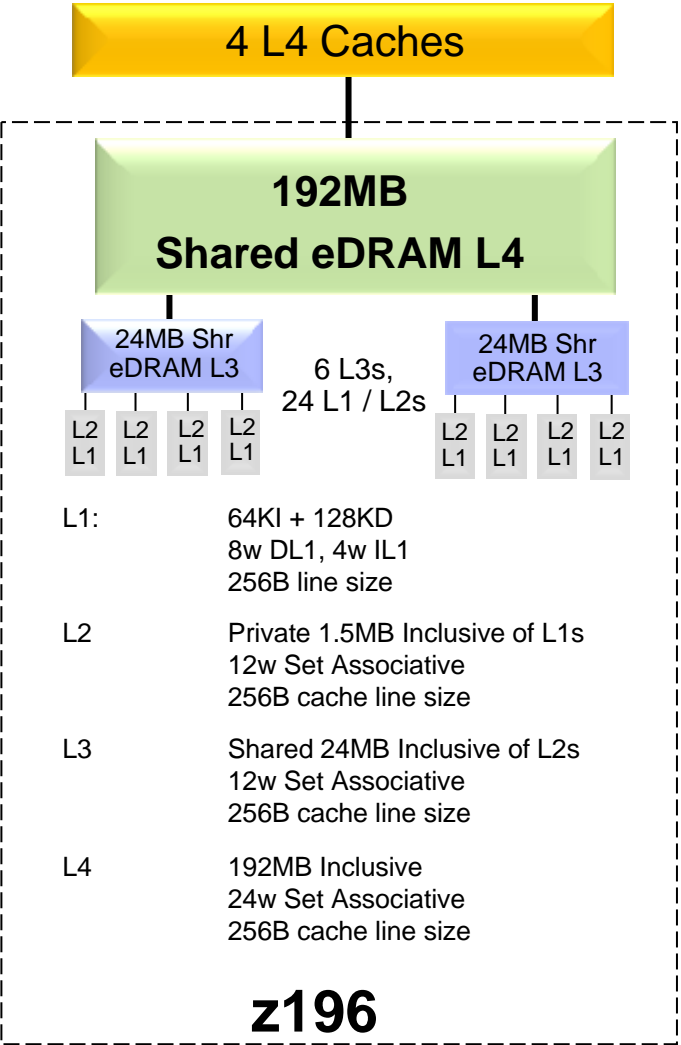 4 L4 Caches
192MB
Shared eDRAM L4
24MB Shr
eDRAM L3
6 L3s,
24 L1 / L2s
24MB Shr
eDRAM L3
L2 L2 L2 L2
L1 L1 L1 L1
L2 L2 L2 L2
L1 L1 L1 L1
L1: 64KI + 128KD
8w DL1, 4w IL1
256B line size
L2 Private 1.5MB Inclusive of L1s
12w Set Associative
256B cache line size
L3 Shared 24MB Inclusive of L2s
12w Set Associative
256B cache line size
L4 192MB Inclusive
24w Set Associative
256B cache line size
z196